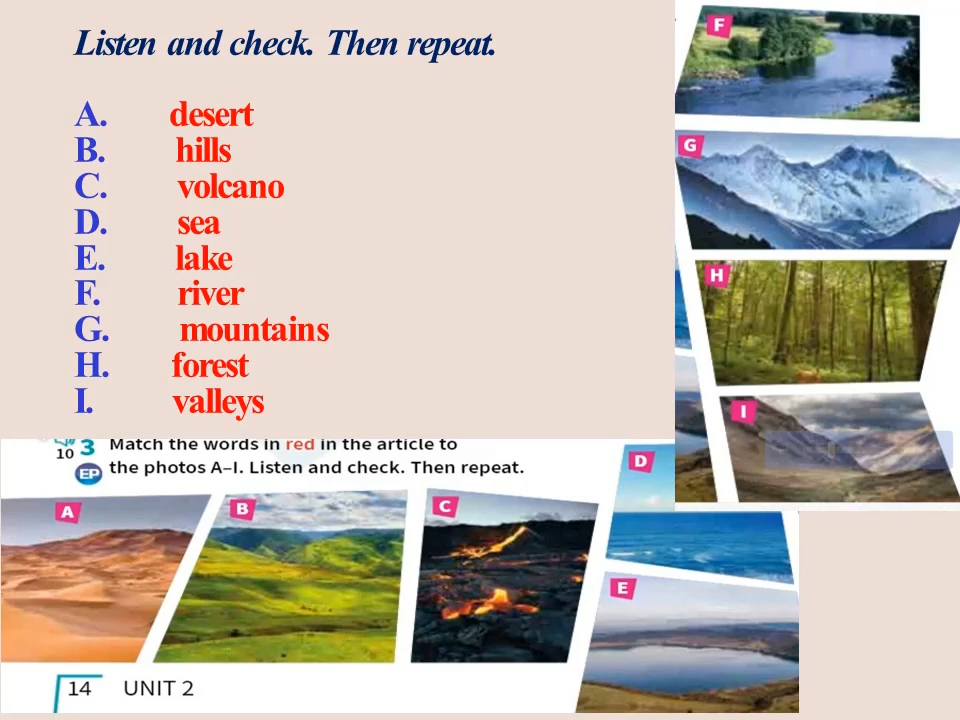 Listen and check. Then repeat.
A. desert
B. hills
C. volcano
D. sea
E. lake
F. river
G. mountains
H. forest
I. valleys
10 3 Match the words in red in the article to
EP the photos A–I. Listen and check. Then repeat.
A
B
C
D
E
F
G
H
I
14 UNIT 2